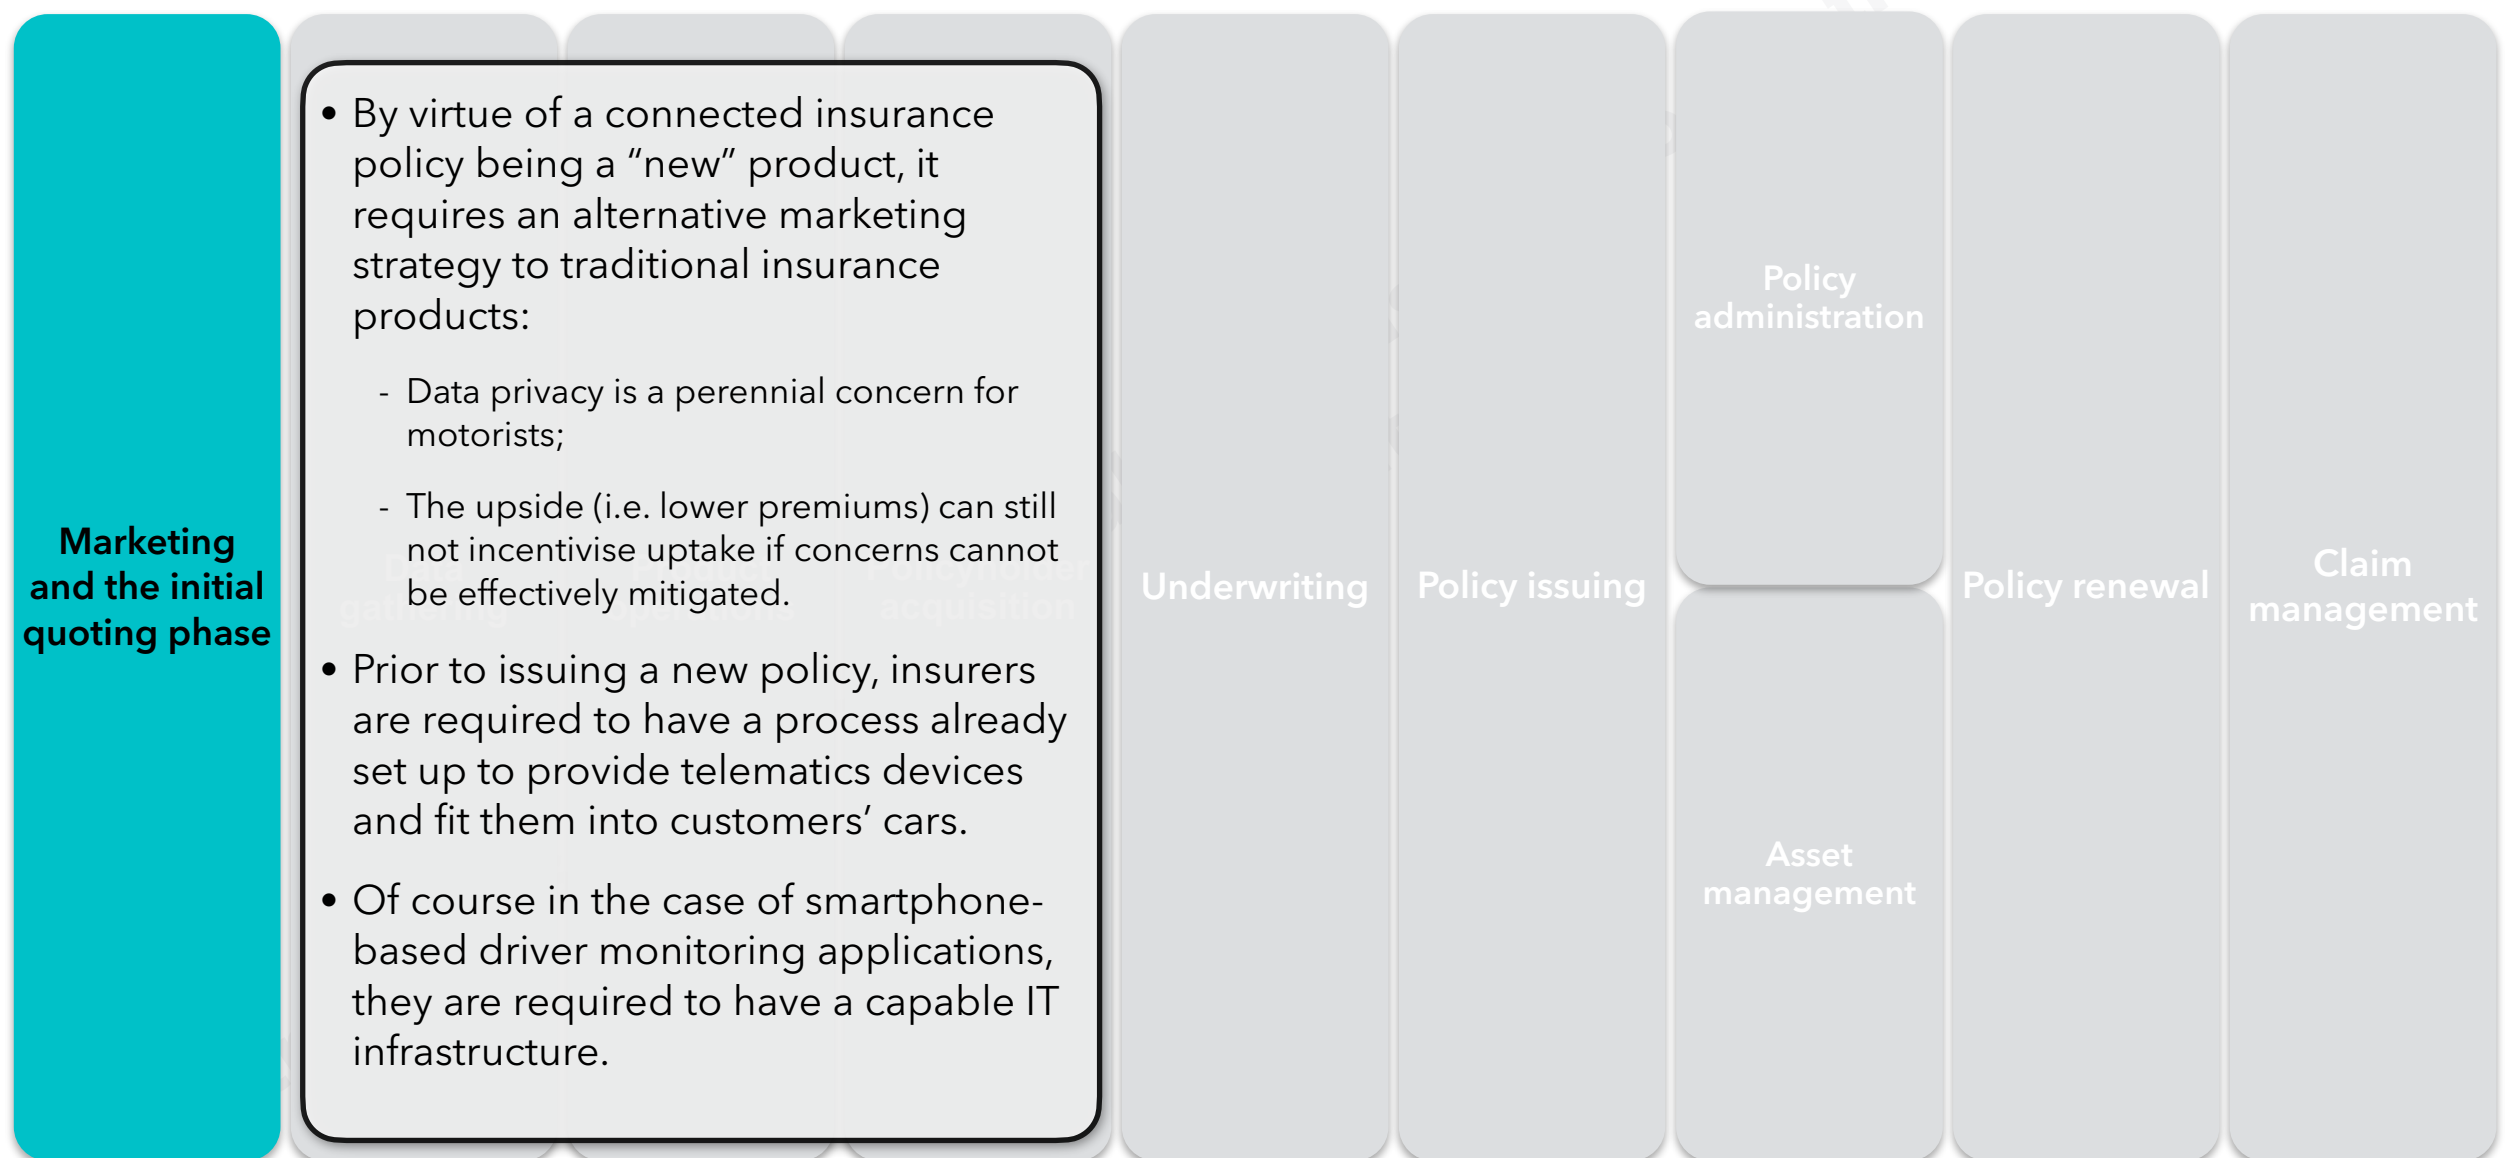 Marketing
and the initial
quoting phase
• By virtue of a connected insurance
policy being a “new” product, it
requires an alternative marketing
strategy to traditional insurance
products:
- Data privacy is a perennial concern for
motorists;
- The upside (i.e. lower premiums) can still
not incentivise uptake if concerns cannot
be effectively mitigated.
• Prior to issuing a new policy, insurers
are required to have a process already
set up to provide telematics devices
and fit them into customers’ cars.
• Of course in the case of smartphone-
based driver monitoring applications,
they are required to have a capable IT
infrastructure.
gathering
acquisition
Underwriting
Policy issuing
Policy
administration
Asset
management
Policy renewal
Claim
management